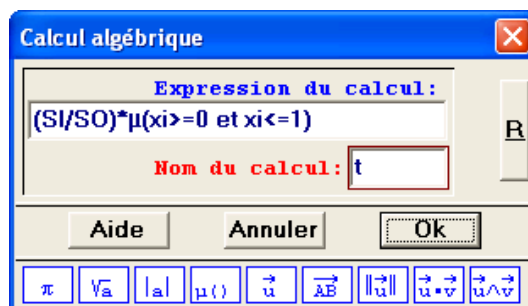 Calcul algébrique
Expression du calcul:
(SI/SO)*µ(xi>=0 et xi<=1)
R
Nom du calcul: t
Aide Annuler Ok
π √a |a| µ() u⃗ AB⃗ ||u⃗|| u⃗•v⃗ u⃗∧v⃗